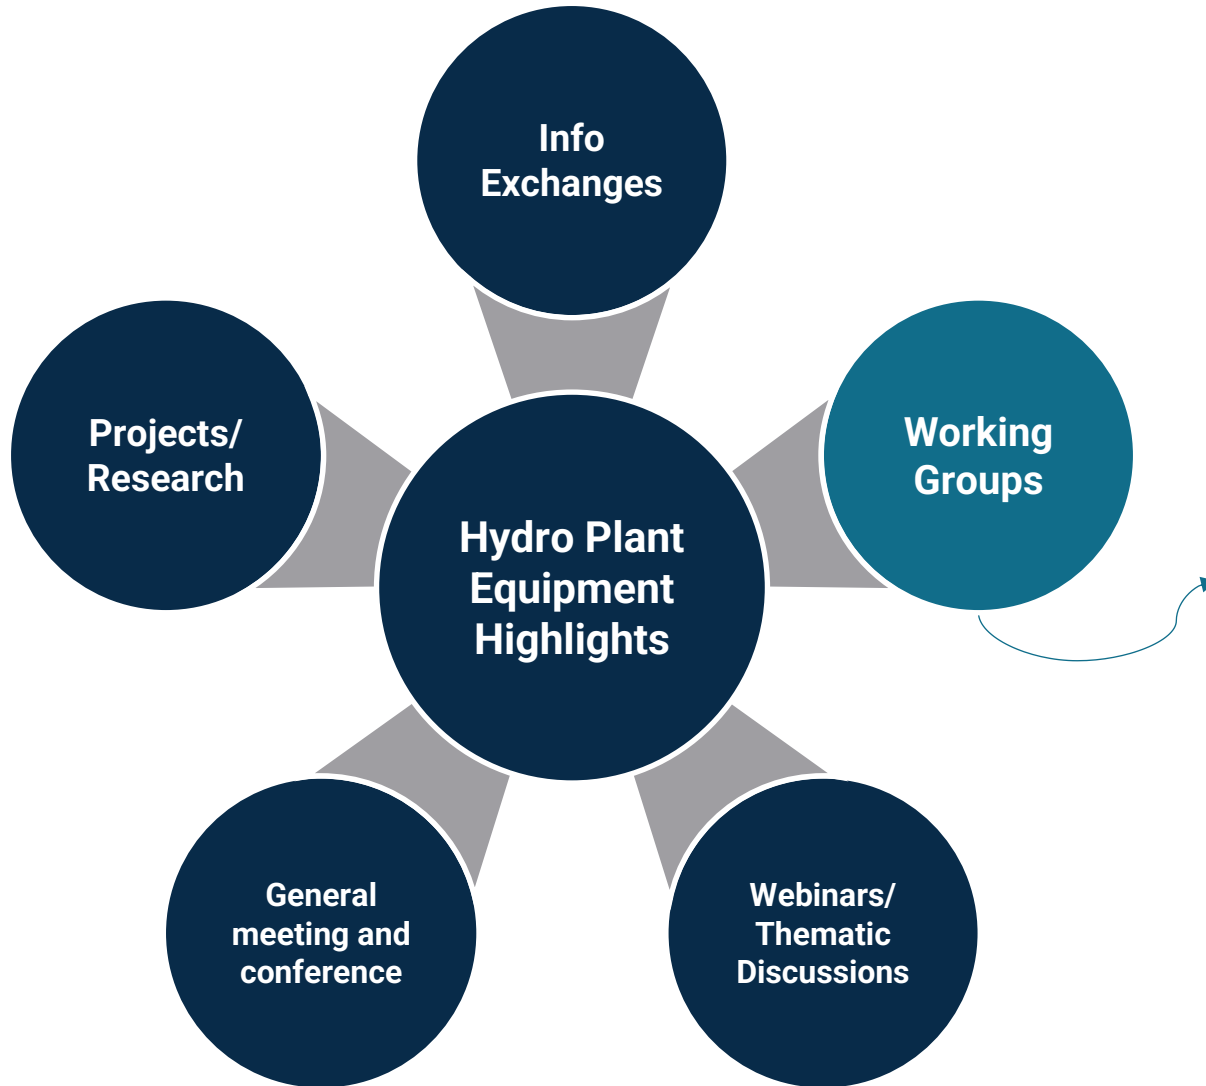 Info
Exchanges
Projects/
Research
Working
Groups
Hydro Plant
Equipment
Highlights
General
meeting and
conference
Webinars/
Thematic
Discussions